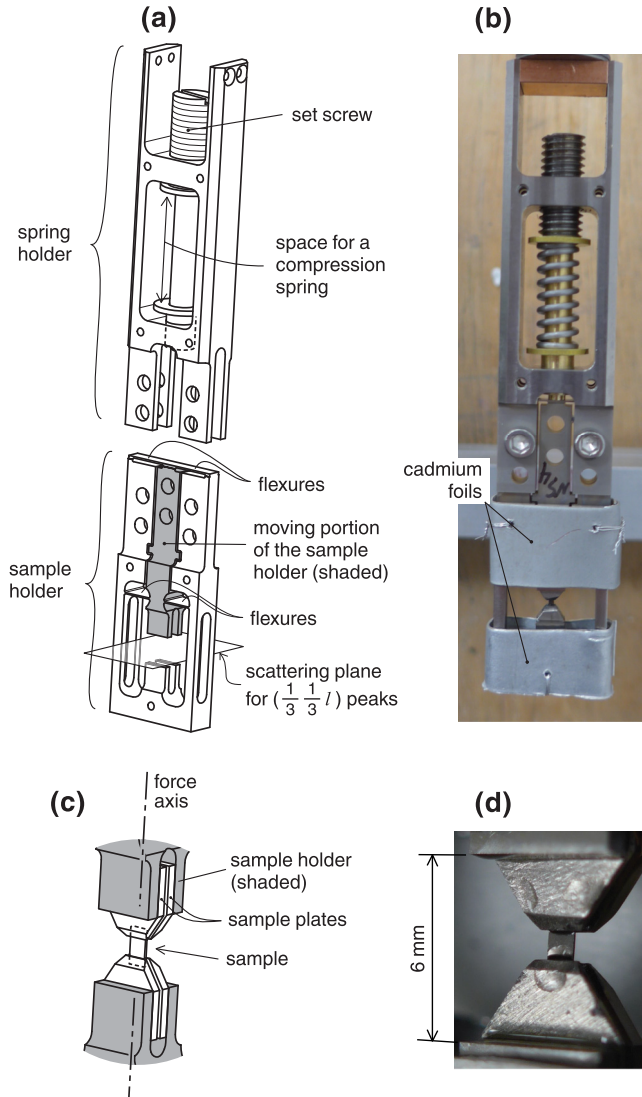 (a)
(b)
set screw
spring
holder
space for a
compression
spring
flexures
cadmium
foils
moving portion
of the sample
holder (shaded)
sample
holder
flexures
scattering plane
for (1/3 1/3 l) peaks
(c)
force
axis
(d)
sample holder
(shaded)
sample plates
sample
6 mm